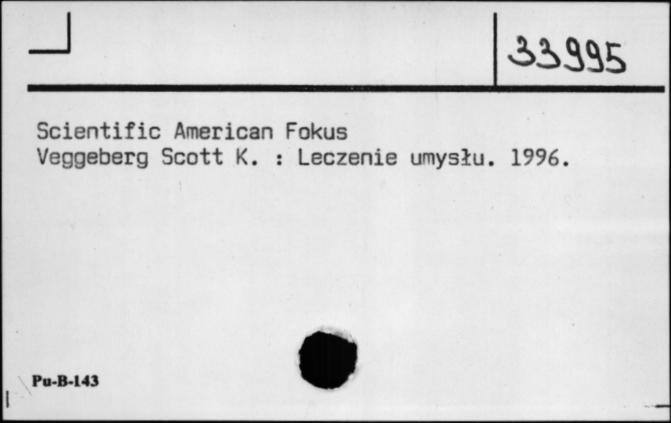 33995
Scientific American Fokus
Veggeberg Scott K. : Leczenie umysłu. 1996.
Pu-B-143